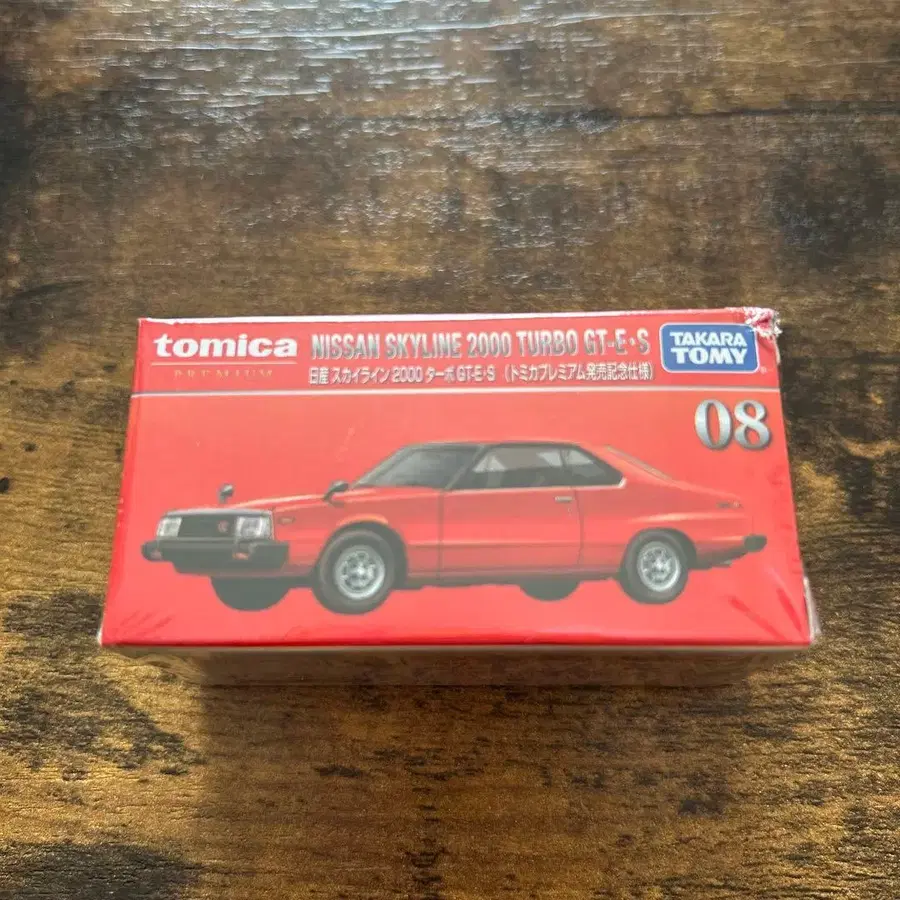 tomica
PREMIUM
NISSAN SKYLINE 2000 TURBO GT-E・S
日産 スカイライン 2000 ターボ GT-E・S (トミカプレミアム発売記念仕様)
TAKARA
TOMY
08